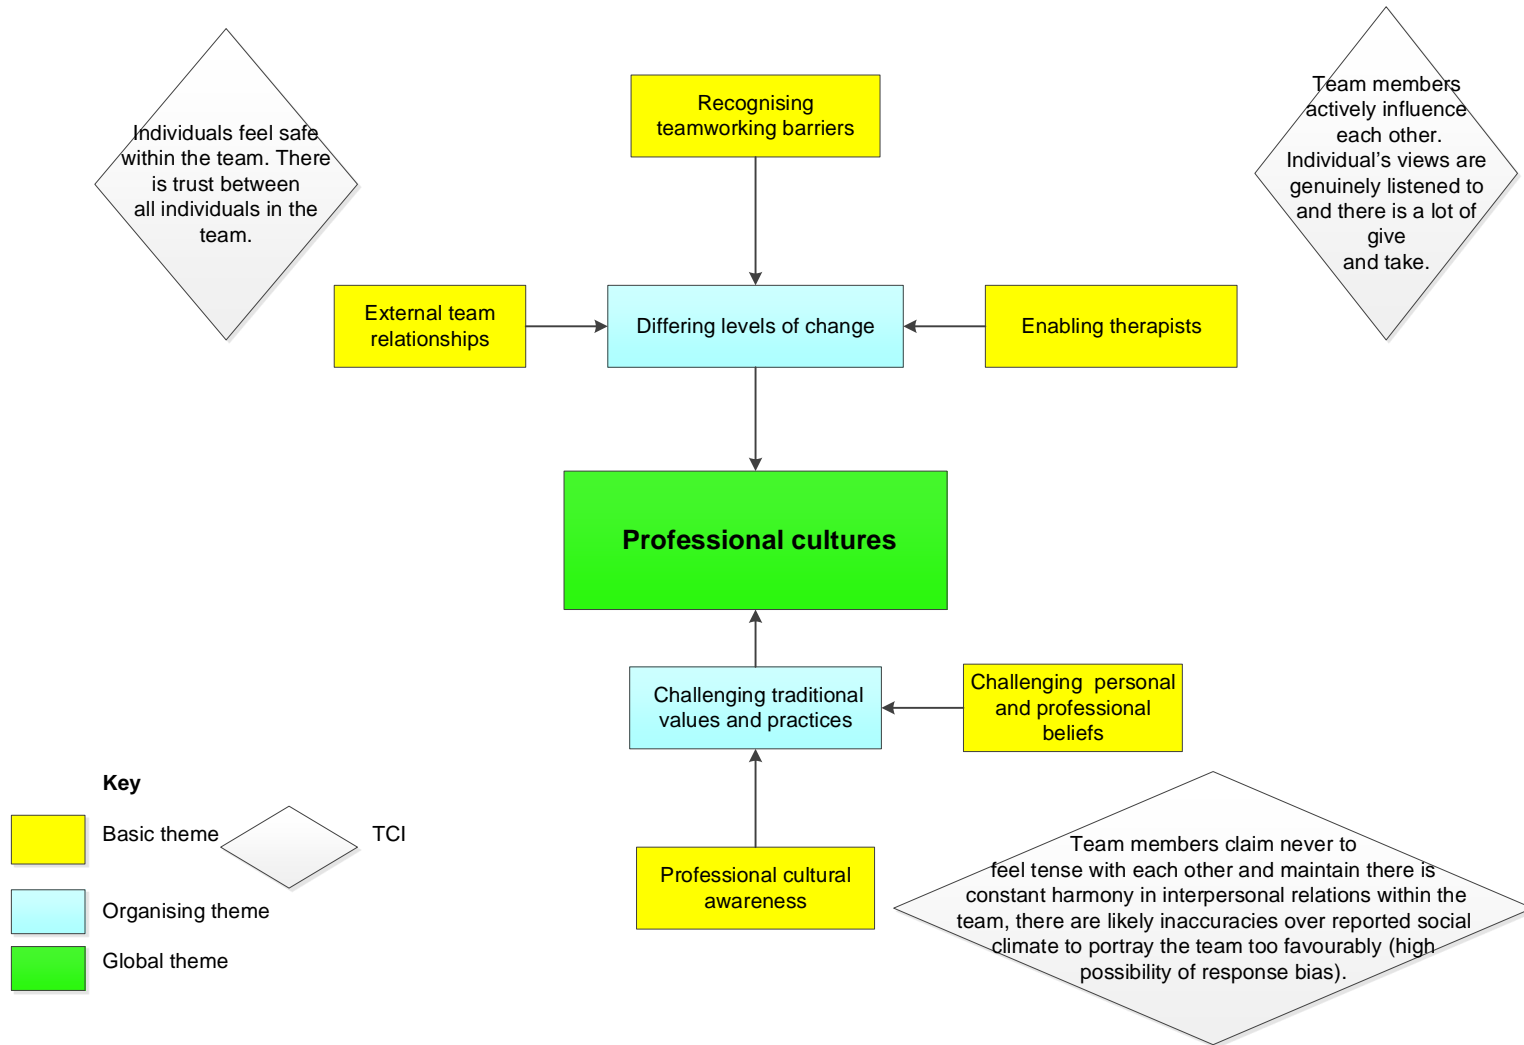 Individuals feel safe
within the team. There
is trust between
all individuals in the
team.
Recognising
teamworking barriers
Team members
actively influence
each other.
Individual’s views are
genuinely listened to
and there is a lot of
give
and take.
External team
relationships
Differing levels of change
Enabling therapists
Professional cultures
Challenging traditional
values and practices
Challenging  personal
and professional
beliefs
Professional cultural
awareness
Team members claim never to
feel tense with each other and maintain there is
constant harmony in interpersonal relations within the
team, there are likely inaccuracies over reported social
climate to portray the team too favourably (high
possibility of response bias).
Key
Basic theme
TCI
Organising theme
Global theme